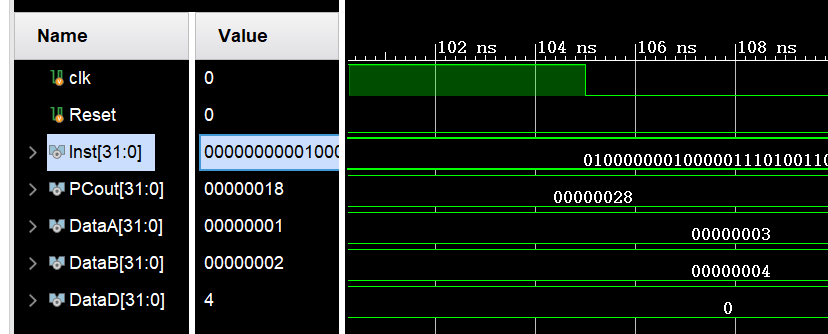 Name Value 102 ns 104 ns 106 ns 108 ns
clk 0
Reset 0
Inst[31:0] 00000000001000 0100000001000001110100110
PCout[31:0] 00000018 00000028
DataA[31:0] 00000001 00000003
DataB[31:0] 00000002 00000004
DataD[31:0] 4 0